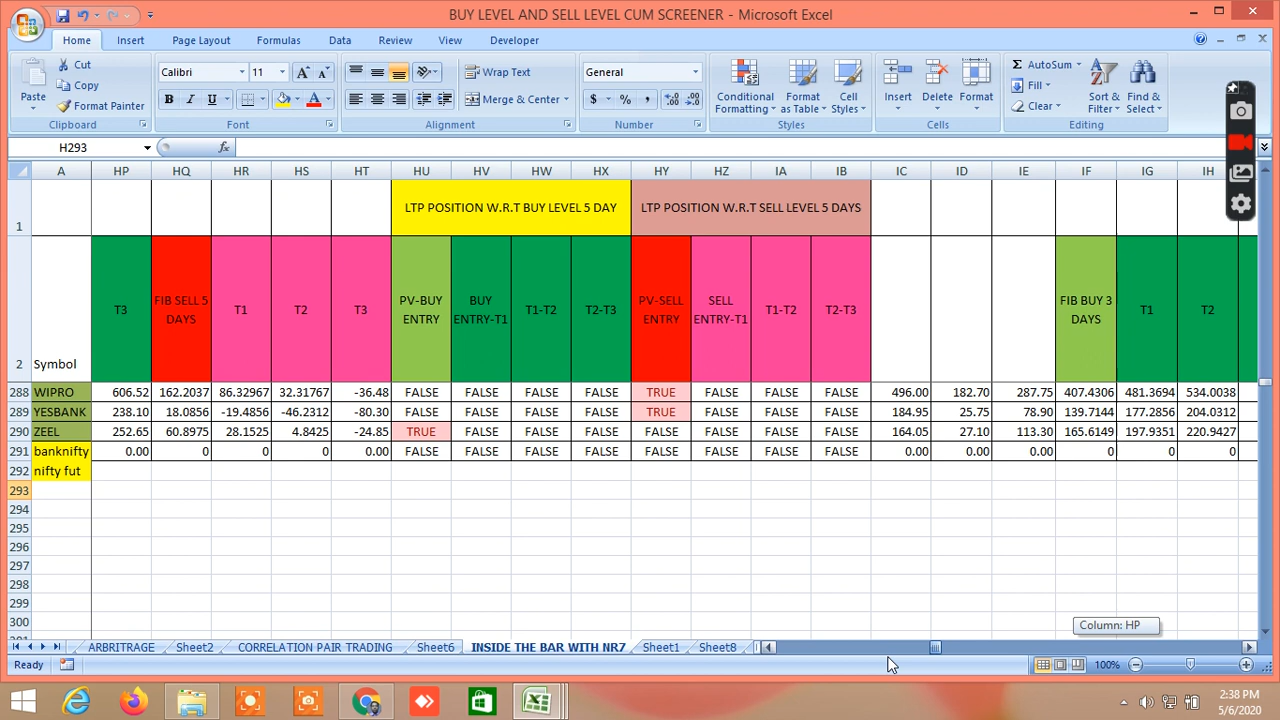 BUY LEVEL AND SELL LEVEL CUM SCREENER - Microsoft Excel
Home Insert Page Layout Formulas Data Review View Developer
Paste
Cut
Copy
Format Painter
Clipboard
Calibri 11
B I U
Font
Wrap Text
Merge & Center
Alignment
General
$ % ,
Number
Conditional Formatting
Format as Table
Cell Styles
Styles
Insert Delete Format
Cells
AutoSum
Fill
Clear
Sort & Filter
Find & Select
Editing
H293 fx
A HP HQ HR HS HT HU HV HW HX HY HZ IA IB IC ID IE IF IG IH
1 LTP POSITION W.R.T BUY LEVEL 5 DAY LTP POSITION W.R.T SELL LEVEL 5 DAYS
2 Symbol T3 FIB SELL 5 DAYS T1 T2 T3 PV-BUY ENTRY BUY ENTRY-T1 T1-T2 T2-T3 PV-SELL ENTRY SELL ENTRY-T1 T1-T2 T2-T3 FIB BUY 3 DAYS T1 T2
288 WIPRO 606.52 162.2037 86.32967 32.31767 -36.48 FALSE FALSE FALSE FALSE TRUE FALSE FALSE FALSE 496.00 182.70 287.75 407.4306 481.3694 534.0038
289 YESBANK 238.10 18.0856 -19.4856 -46.2312 -80.30 FALSE FALSE FALSE FALSE TRUE FALSE FALSE FALSE 184.95 25.75 78.90 139.7144 177.2856 204.0312
290 ZEEL 252.65 60.8975 28.1525 4.8425 -24.85 TRUE FALSE FALSE FALSE FALSE FALSE FALSE FALSE 164.05 27.10 113.30 165.6149 197.9351 220.9427
291 banknifty 0.00 0 0 0 0.00 FALSE FALSE FALSE FALSE FALSE FALSE FALSE FALSE 0.00 0.00 0.00 0 0 0
292 nifty fut
293
294
295
296
297
298
299
300
Column: HP
ARBITRAGE Sheet2 CORRELATION PAIR TRADING Sheet6 INSIDE THE BAR WITH NR7 Sheet1 Sheet8
Ready 100%
2:38 PM
5/6/2020